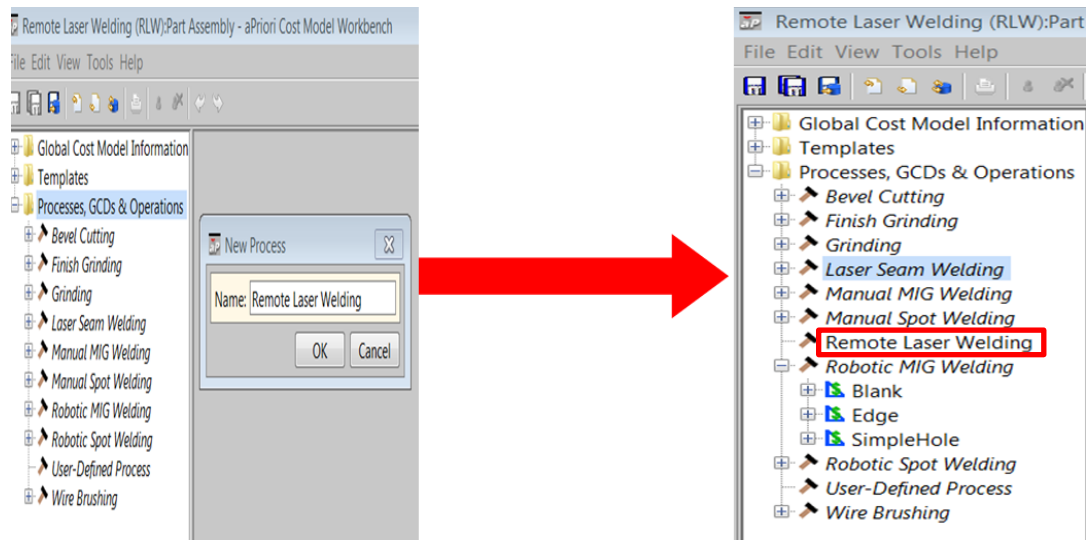 Remote Laser Welding (RLW):Part Assembly - aPriori Cost Model Workbench
File Edit View Tools Help
Global Cost Model Information
Templates
Processes, GCDs & Operations
Bevel Cutting
Finish Grinding
Grinding
Laser Seam Welding
Manual MIG Welding
Manual Spot Welding
Robotic MIG Welding
Robotic Spot Welding
User-Defined Process
Wire Brushing
New Process
Name: Remote Laser Welding
OK Cancel
Remote Laser Welding (RLW):Part
File Edit View Tools Help
Global Cost Model Information
Templates
Processes, GCDs & Operations
Bevel Cutting
Finish Grinding
Grinding
Laser Seam Welding
Manual MIG Welding
Manual Spot Welding
Remote Laser Welding
Robotic MIG Welding
Blank
Edge
SimpleHole
Robotic Spot Welding
User-Defined Process
Wire Brushing